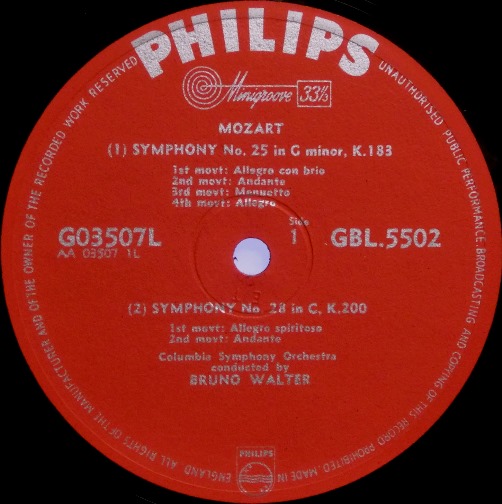 PHILIPS
Minigroove 33⅓
MOZART
(1) SYMPHONY No. 25 in G minor, K.183
1st movt: Allegro con brio
2nd movt: Andante
3rd movt: Menuetto
4th movt: Allegro
Side
1
G03507L
AA 03507 1L
GBL.5502
(2) SYMPHONY No. 28 in C, K.200
1st movt: Allegro spiritoso
2nd movt: Andante
Columbia Symphony Orchestra
conducted by
BRUNO WALTER
PHILIPS
ALL RIGHTS OF THE MANUFACTURER AND OF THE OWNER OF THE RECORDED WORK RESERVED
UNAUTHORISED PUBLIC PERFORMANCE, BROADCASTING AND COPYING OF THIS RECORD PROHIBITED. MADE IN ENGLAND